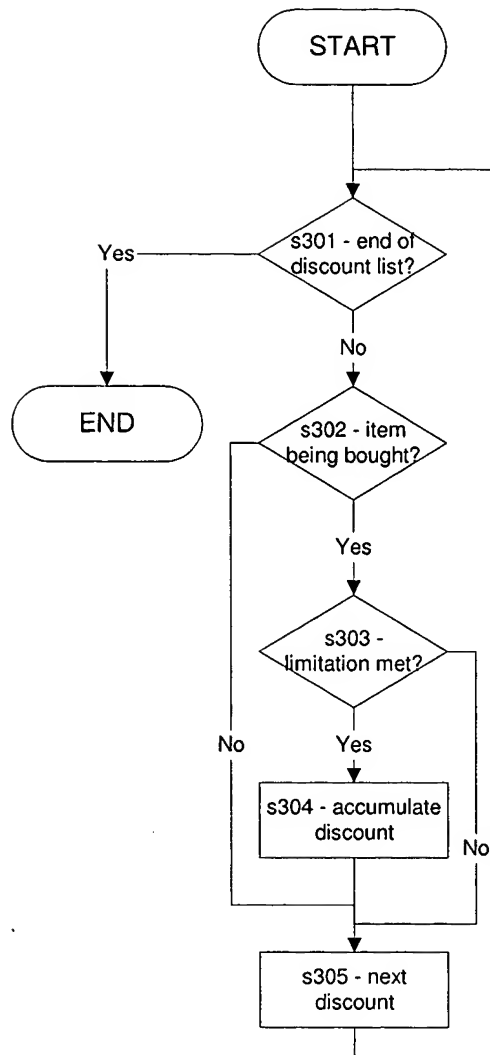 START
s301 - end of
discount list?
Yes
No
END
s302 - item
being bought?
Yes
s303 -
limitation met?
No
Yes
s304 - accumulate
discount
No
s305 - next
discount